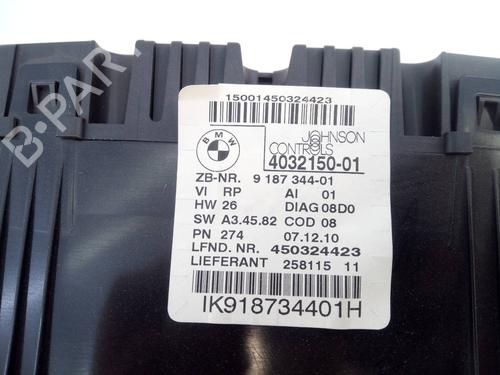 15001450324423
BMW
JOHNSON
CONTROLS
4032150-01
ZB-NR. 9 187 344-01
VI RP AI 01
HW 26 DIAG 08D0
SW A3.45.82 COD 08
PN 274 07.12.10
LFND. NR. 450324423
LIEFERANT 258115 11
IK918734401H
B-PARTS